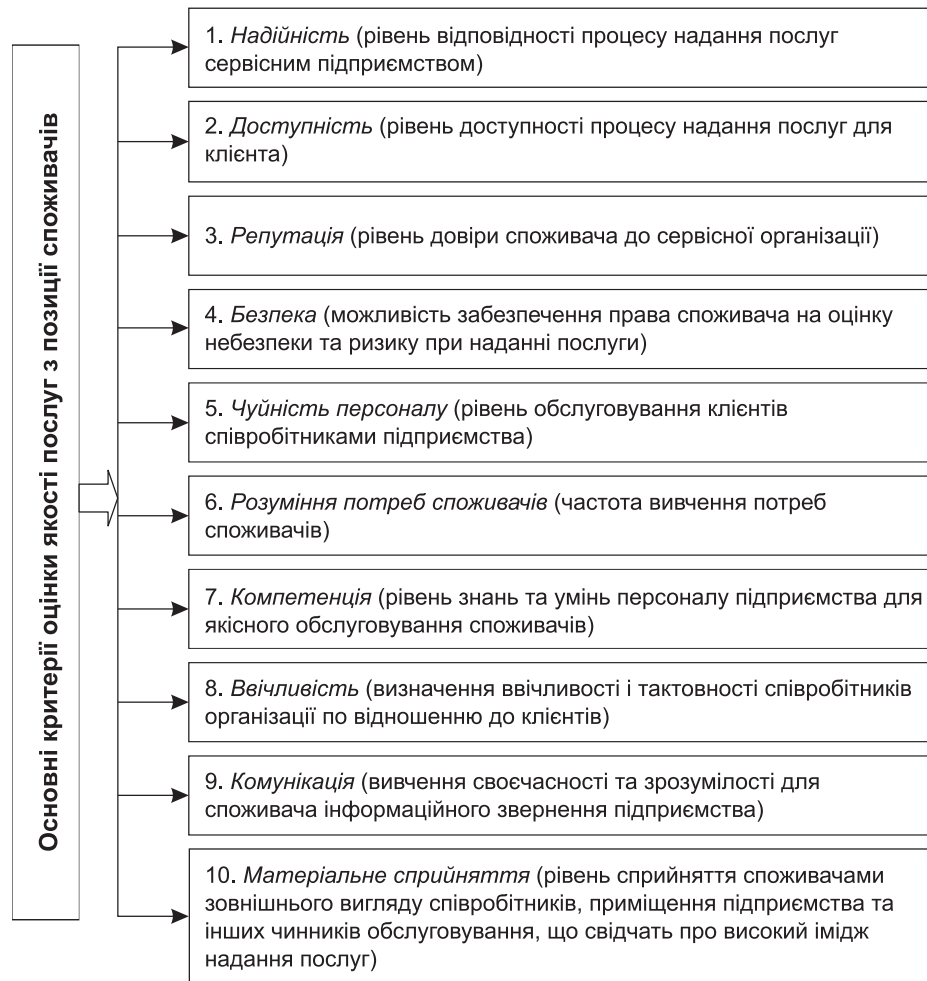 Основні критерії оцінки якості послуг з позиції споживачів
1. Надійність (рівень відповідності процесу надання послуг
сервісним підприємством)
2. Доступність (рівень доступності процесу надання послуг для
клієнта)
3. Репутація (рівень довіри споживача до сервісної організації)
4. Безпека (можливість забезпечення права споживача на оцінку
небезпеки та ризику при наданні послуги)
5. Чуйність персоналу (рівень обслуговування клієнтів
співробітниками підприємства)
6. Розуміння потреб споживачів (частота вивчення потреб
споживачів)
7. Компетенція (рівень знань та умінь персоналу підприємства для
якісного обслуговування споживачів)
8. Ввічливість (визначення ввічливості і тактовності співробітників
організації по відношенню до клієнтів)
9. Комунікація (вивчення своєчасності та зрозумілості для
споживача інформаційного звернення підприємства)
10. Матеріальне сприйняття (рівень сприйняття споживачами
зовнішнього вигляду співробітників, приміщення підприємства та
інших чинників обслуговування, що свідчать про високий імідж
надання послуг)